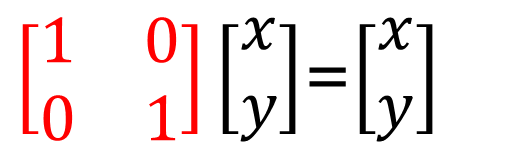 [1 0] [x] = [x]
[0 1] [y]   [y]